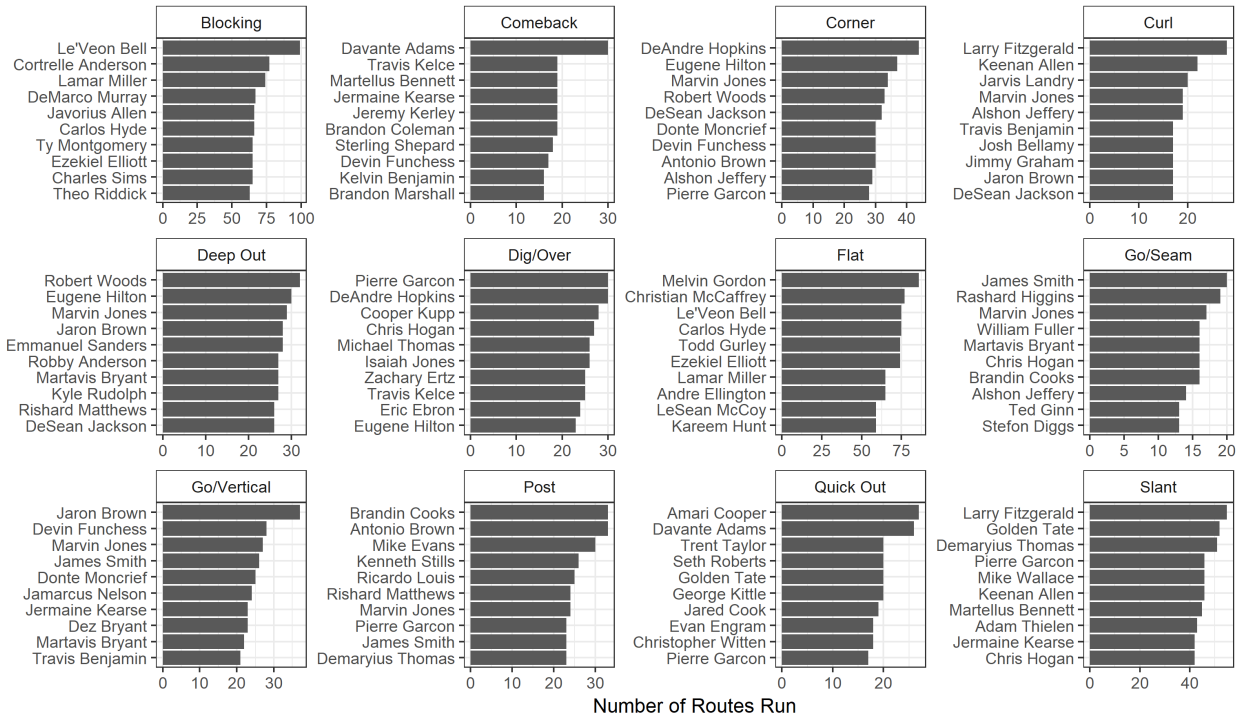 Blocking
Le'Veon Bell
Cortrelle Anderson
Lamar Miller
DeMarco Murray
Javorius Allen
Carlos Hyde
Ty Montgomery
Ezekiel Elliott
Charles Sims
Theo Riddick
0 25 50 75 100
Comeback
Davante Adams
Travis Kelce
Martellus Bennett
Jermaine Kearse
Jeremy Kerley
Brandon Coleman
Sterling Shepard
Devin Funchess
Kelvin Benjamin
Brandon Marshall
0 10 20 30
Corner
DeAndre Hopkins
Eugene Hilton
Marvin Jones
Robert Woods
DeSean Jackson
Donte Moncrief
Devin Funchess
Antonio Brown
Alshon Jeffery
Pierre Garcon
0 10 20 30 40
Curl
Larry Fitzgerald
Keenan Allen
Jarvis Landry
Marvin Jones
Alshon Jeffery
Travis Benjamin
Josh Bellamy
Jimmy Graham
Jaron Brown
DeSean Jackson
0 10 20
Deep Out
Robert Woods
Eugene Hilton
Marvin Jones
Jaron Brown
Emmanuel Sanders
Robby Anderson
Martavis Bryant
Kyle Rudolph
Rishard Matthews
DeSean Jackson
0 10 20 30
Dig/Over
Pierre Garcon
DeAndre Hopkins
Cooper Kupp
Chris Hogan
Michael Thomas
Isaiah Jones
Zachary Ertz
Travis Kelce
Eric Ebron
Eugene Hilton
0 10 20 30
Flat
Melvin Gordon
Christian McCaffrey
Le'Veon Bell
Carlos Hyde
Todd Gurley
Ezekiel Elliott
Lamar Miller
Andre Ellington
LeSean McCoy
Kareem Hunt
0 25 50 75
Go/Seam
James Smith
Rashard Higgins
Marvin Jones
William Fuller
Martavis Bryant
Chris Hogan
Brandin Cooks
Alshon Jeffery
Ted Ginn
Stefon Diggs
0 5 10 15 20
Go/Vertical
Jaron Brown
Devin Funchess
Marvin Jones
James Smith
Donte Moncrief
Jamarcus Nelson
Jermaine Kearse
Dez Bryant
Martavis Bryant
Travis Benjamin
0 10 20 30
Post
Brandin Cooks
Antonio Brown
Mike Evans
Kenneth Stills
Ricardo Louis
Rishard Matthews
Marvin Jones
Pierre Garcon
James Smith
Demaryius Thomas
0 10 20 30
Quick Out
Amari Cooper
Davante Adams
Trent Taylor
Seth Roberts
Golden Tate
George Kittle
Jared Cook
Evan Engram
Christopher Witten
Pierre Garcon
0 10 20
Slant
Larry Fitzgerald
Golden Tate
Demaryius Thomas
Pierre Garcon
Mike Wallace
Keenan Allen
Martellus Bennett
Adam Thielen
Jermaine Kearse
Chris Hogan
0 20 40
Number of Routes Run